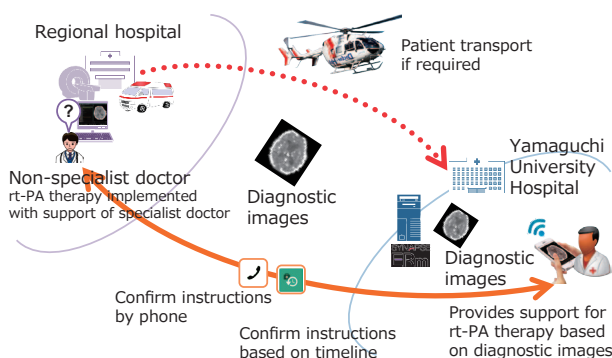 Regional hospital
Patient transport
if required
?
Non-specialist doctor
rt-PA therapy implemented
with support of specialist doctor
Diagnostic
images
Yamaguchi
University
Hospital
SYNAPSE
ERm
Diagnostic
images
Confirm instructions
by phone
Confirm instructions
based on timeline
Provides support for
rt-PA therapy based
on diagnostic images